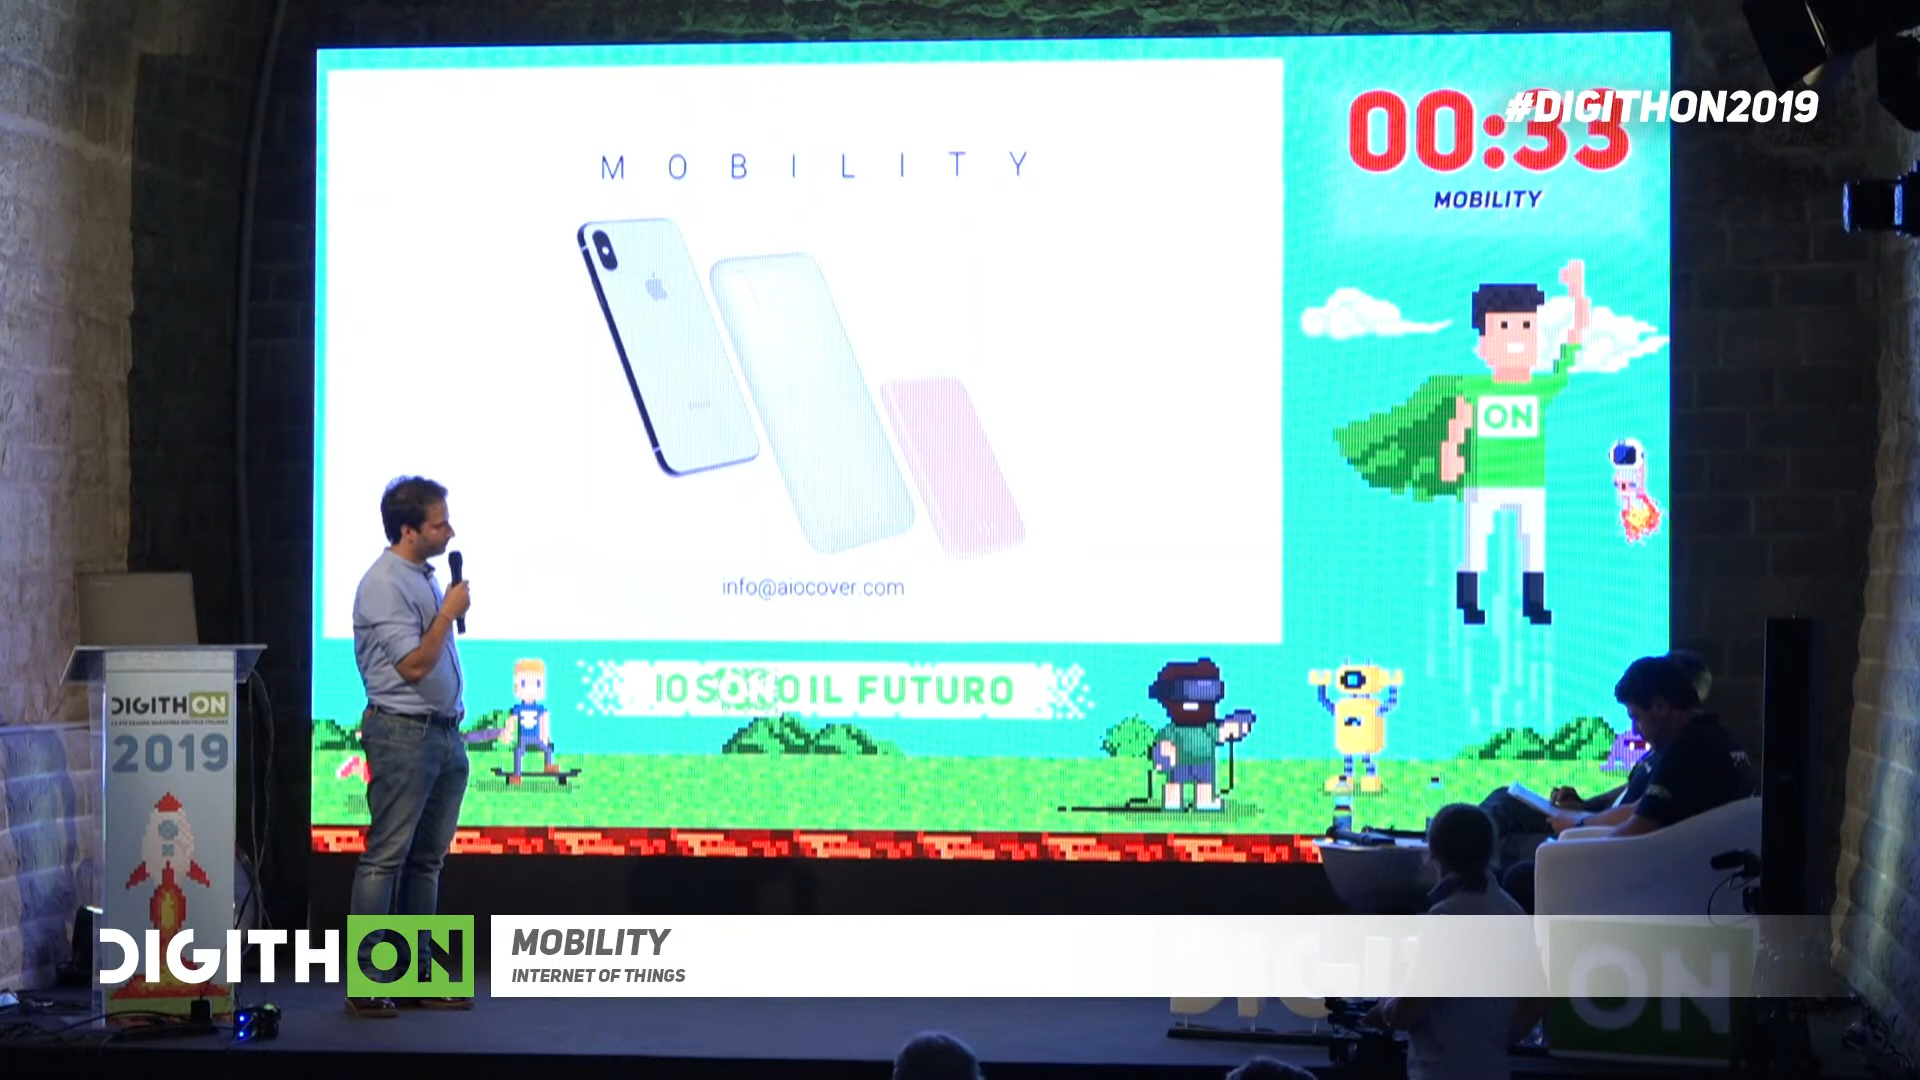 #DIGITHON2019
00:33
MOBILITY
MOBILITY
info@aiocover.com
ON
IO SONO IL FUTURO
DIGITHON
2019
DIGITHON
MOBILITY
INTERNET OF THINGS
ON